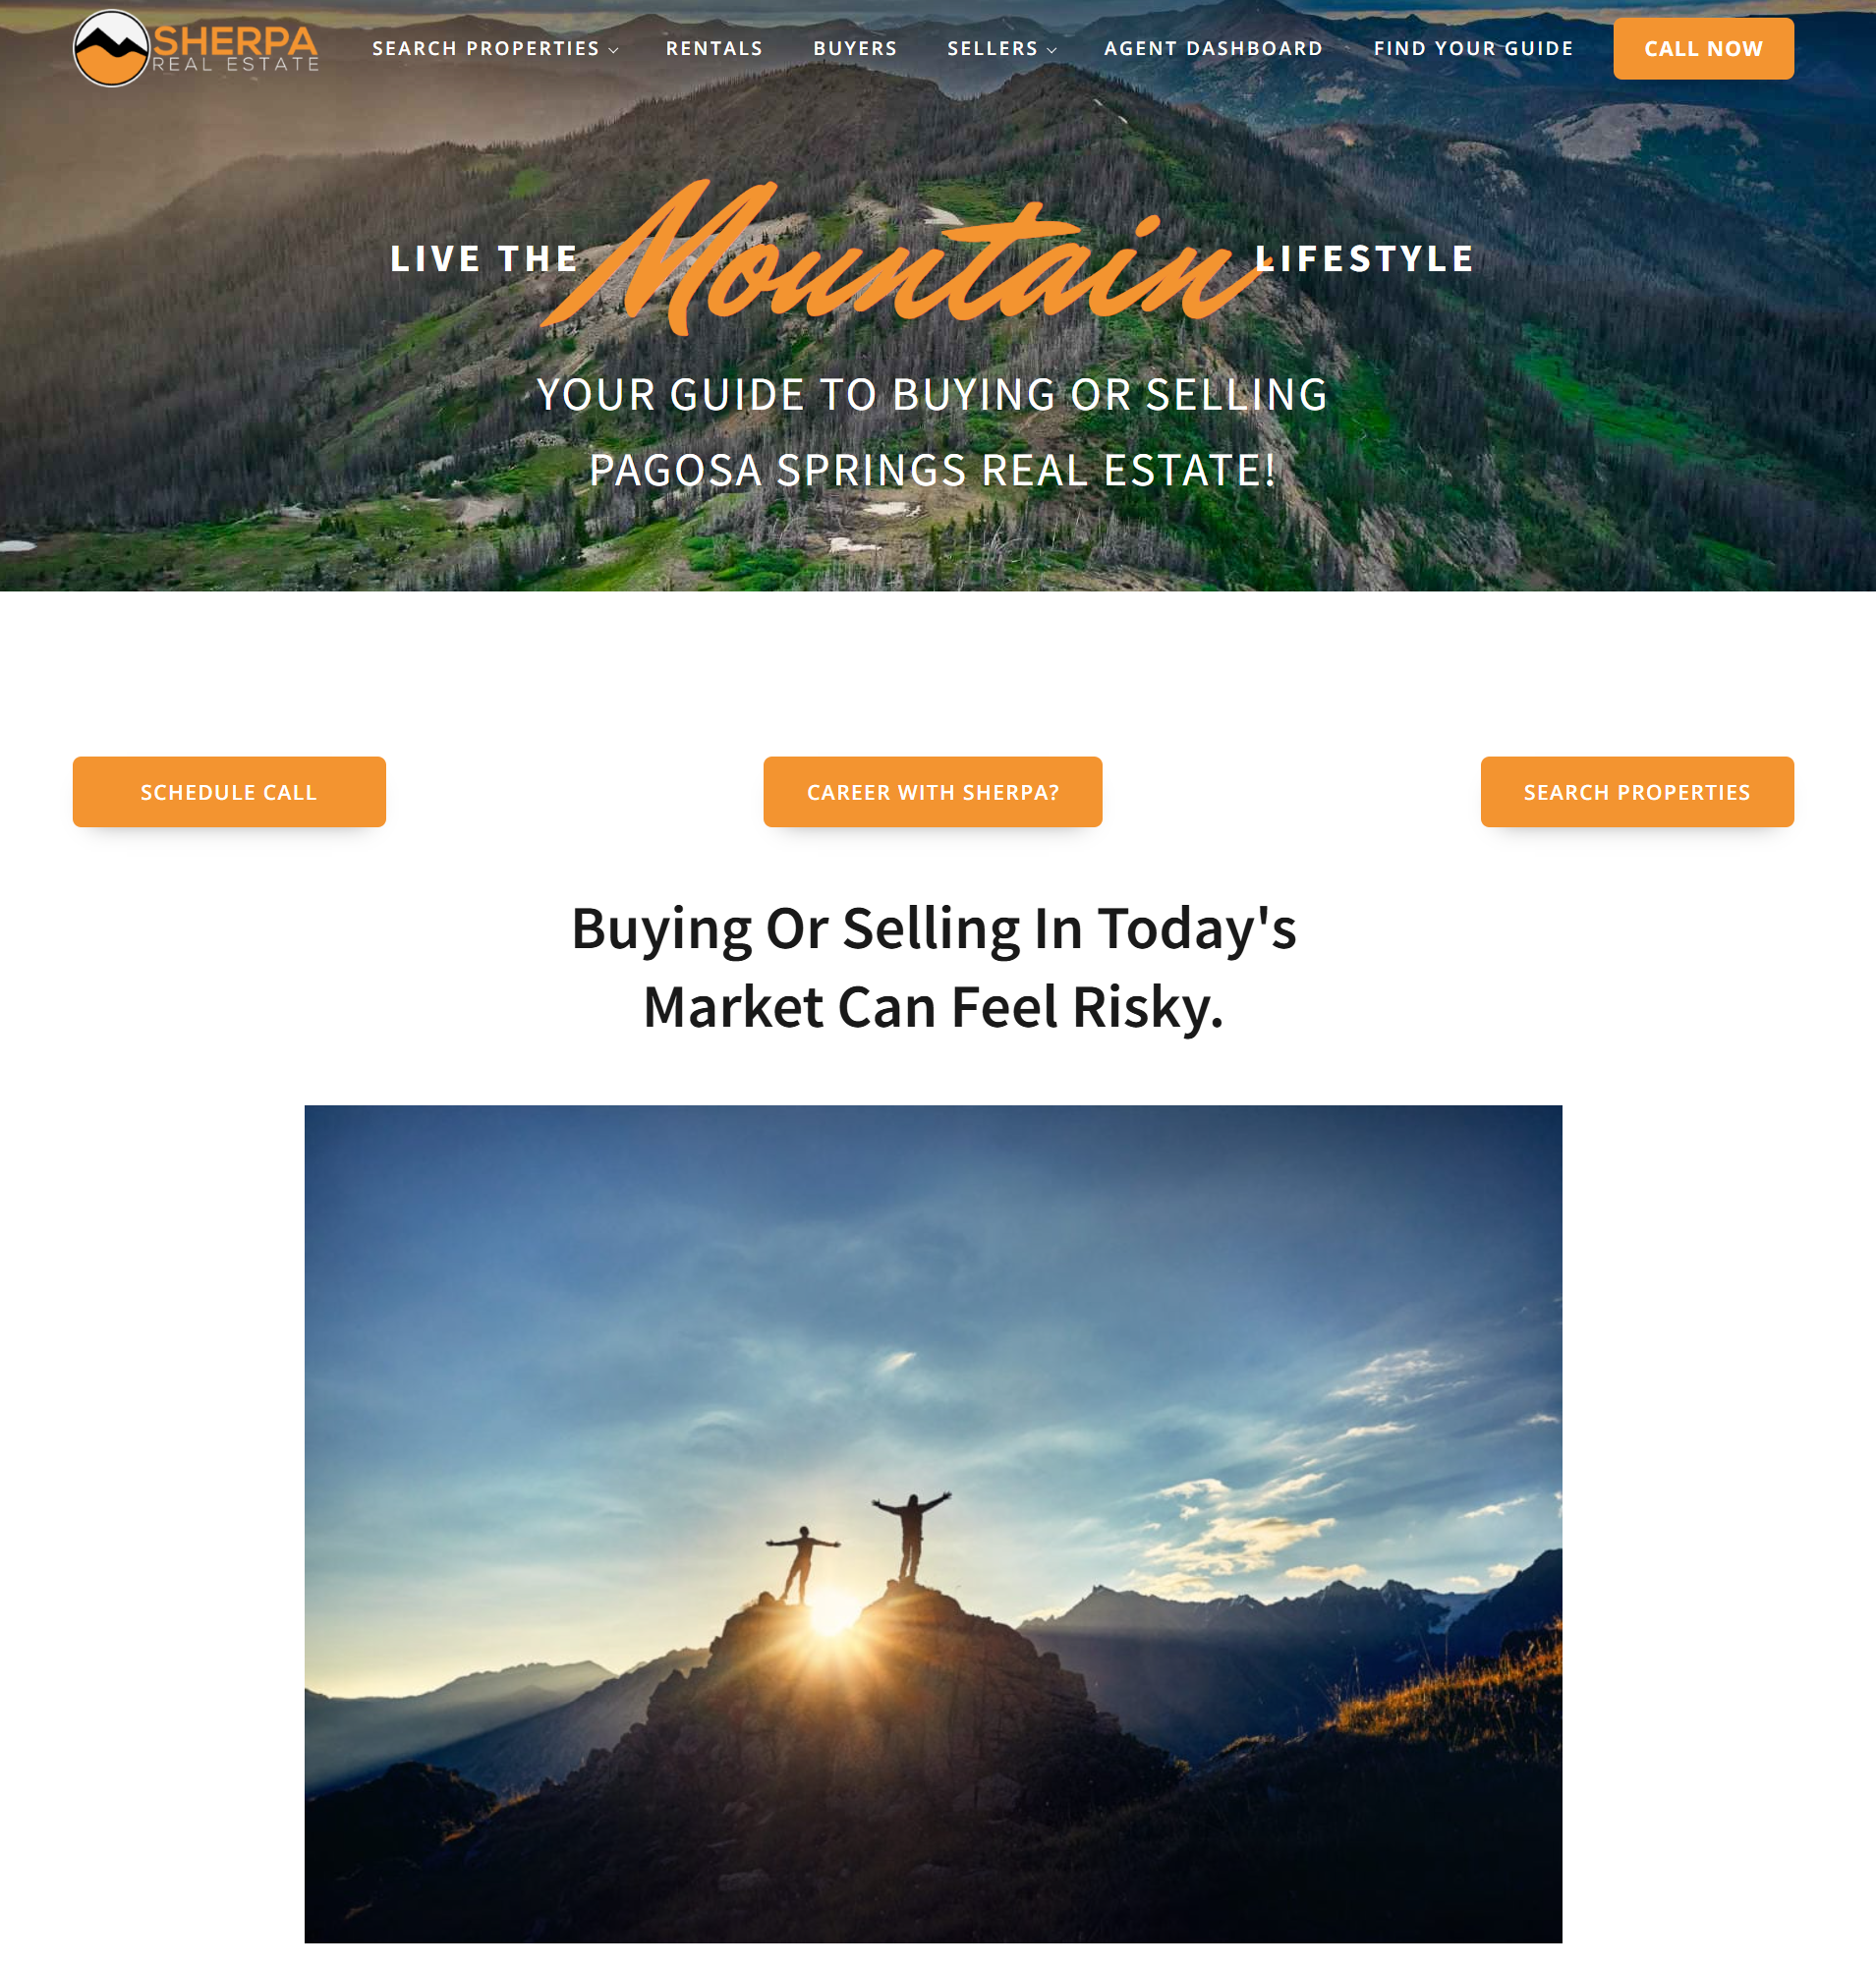 SHERPA
REAL ESTATE
SEARCH PROPERTIES
RENTALS
BUYERS
SELLERS
AGENT DASHBOARD
FIND YOUR GUIDE
CALL NOW
LIVE THE Mountain LIFESTYLE
YOUR GUIDE TO BUYING OR SELLING
PAGOSA SPRINGS REAL ESTATE!
SCHEDULE CALL
CAREER WITH SHERPA?
SEARCH PROPERTIES
Buying Or Selling In Today's
Market Can Feel Risky.